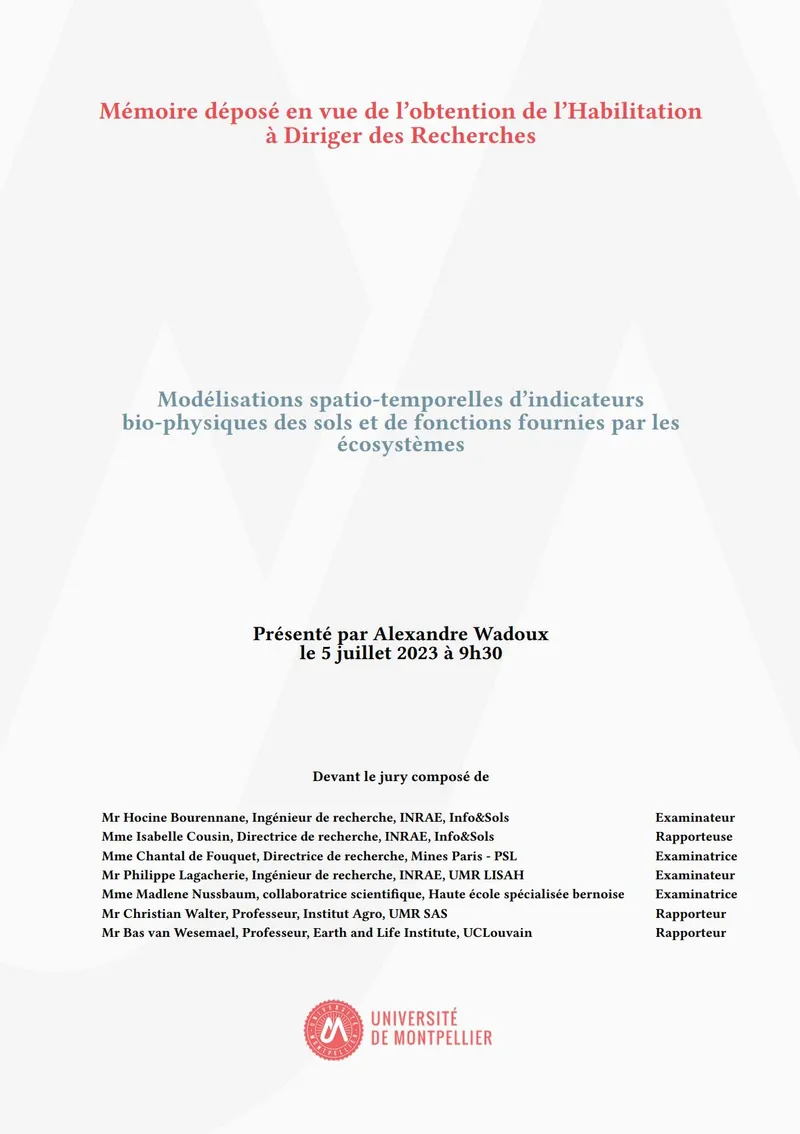 Mémoire déposé en vue de l'obtention de l'Habilitation
à Diriger des Recherches
Modélisations spatio-temporelles d'indicateurs
bio-physiques des sols et de fonctions fournies par les
écosystèmes
Présenté par Alexandre Wadoux
le 5 juillet 2023 à 9h30
Devant le jury composé de
Mr Hocine Bourennane, Ingénieur de recherche, INRAE, Info&Sols Examinateur
Mme Isabelle Cousin, Directrice de recherche, INRAE, Info&Sols Rapporteuse
Mme Chantal de Fouquet, Directrice de recherche, Mines Paris - PSL Examinatrice
Mr Philippe Lagacherie, Ingénieur de recherche, INRAE, UMR LISAH Examinateur
Mme Madlene Nussbaum, collaboratrice scientifique, Haute école spécialisée bernoise Examinatrice
Mr Christian Walter, Professeur, Institut Agro, UMR SAS Rapporteur
Mr Bas van Wesemael, Professeur, Earth and Life Institute, UCLouvain Rapporteur
UNIVERSITÉ
DE MONTPELLIER